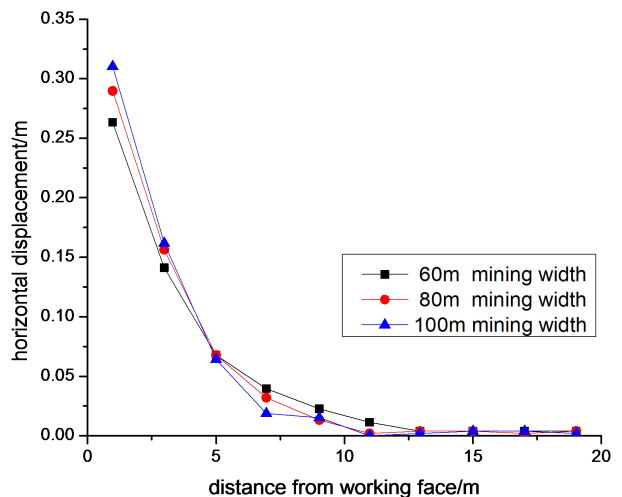 0.35
0.30
0.25
0.20
0.15
0.10
0.05
0.00
horizontal displacement/m
60m mining width
80m mining width
100m mining width
0 5 10 15 20
distance from working face/m